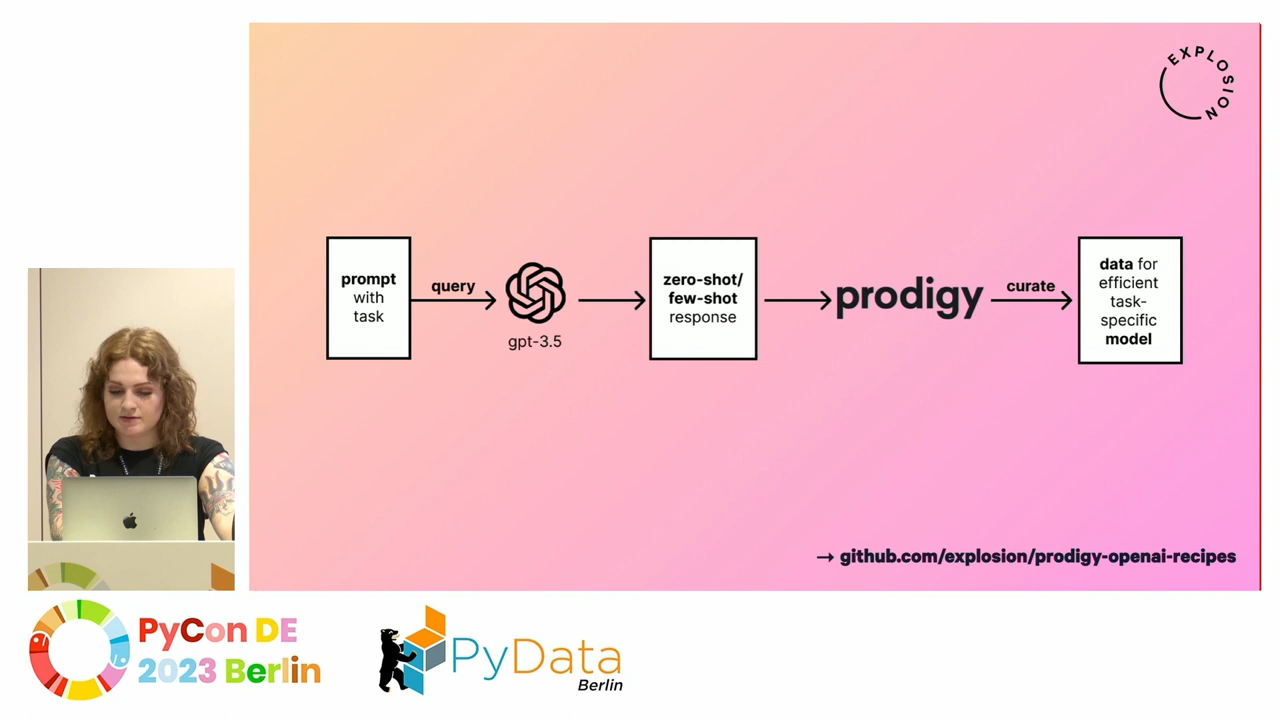 EXPLOSION
prompt
with
task
query
gpt-3.5
zero-shot/
few-shot
response
prodigy
curate
data for
efficient
task-
specific
model
→ github.com/explosion/prodigy-openai-recipes
PyCon DE
2023 Berlin
PyData
Berlin